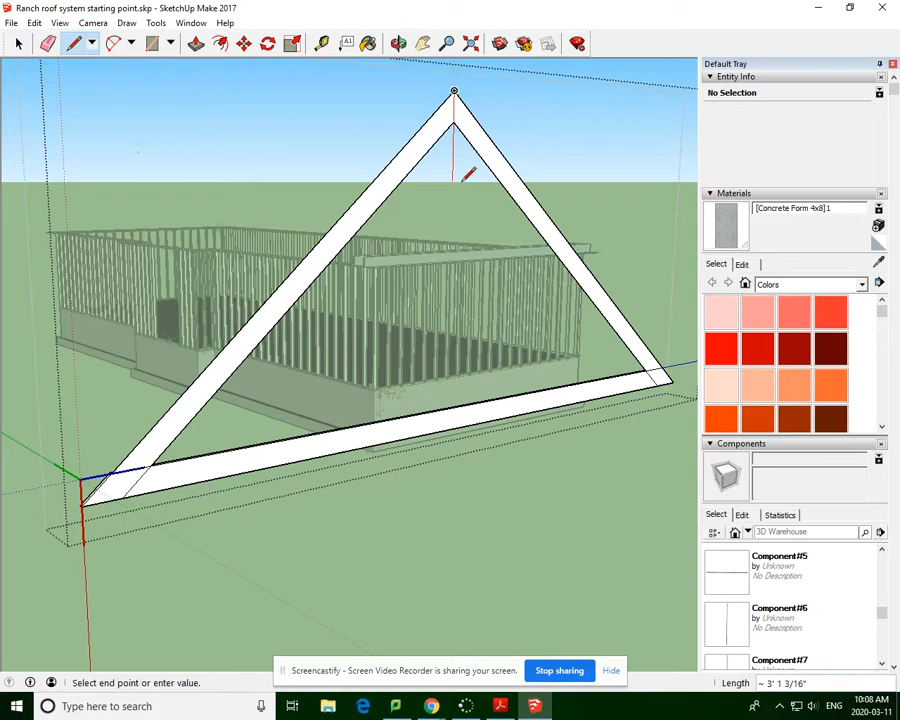 Ranch roof system starting point.skp - SketchUp Make 2017
File Edit View Camera Draw Tools Window Help
Default Tray
Entity Info
No Selection
Materials
[Concrete Form 4x8]1
Select Edit
Colors
Components
Select Edit Statistics
3D Warehouse
Component#5
by Unknown
No Description
Component#6
by Unknown
No Description
Component#7
by Unknown
Screencastify - Screen Video Recorder is sharing your screen. Stop sharing Hide
Select end point or enter value. Length ~ 3' 1 3/16"
Type here to search
ENG
10:08 AM
2020-03-11